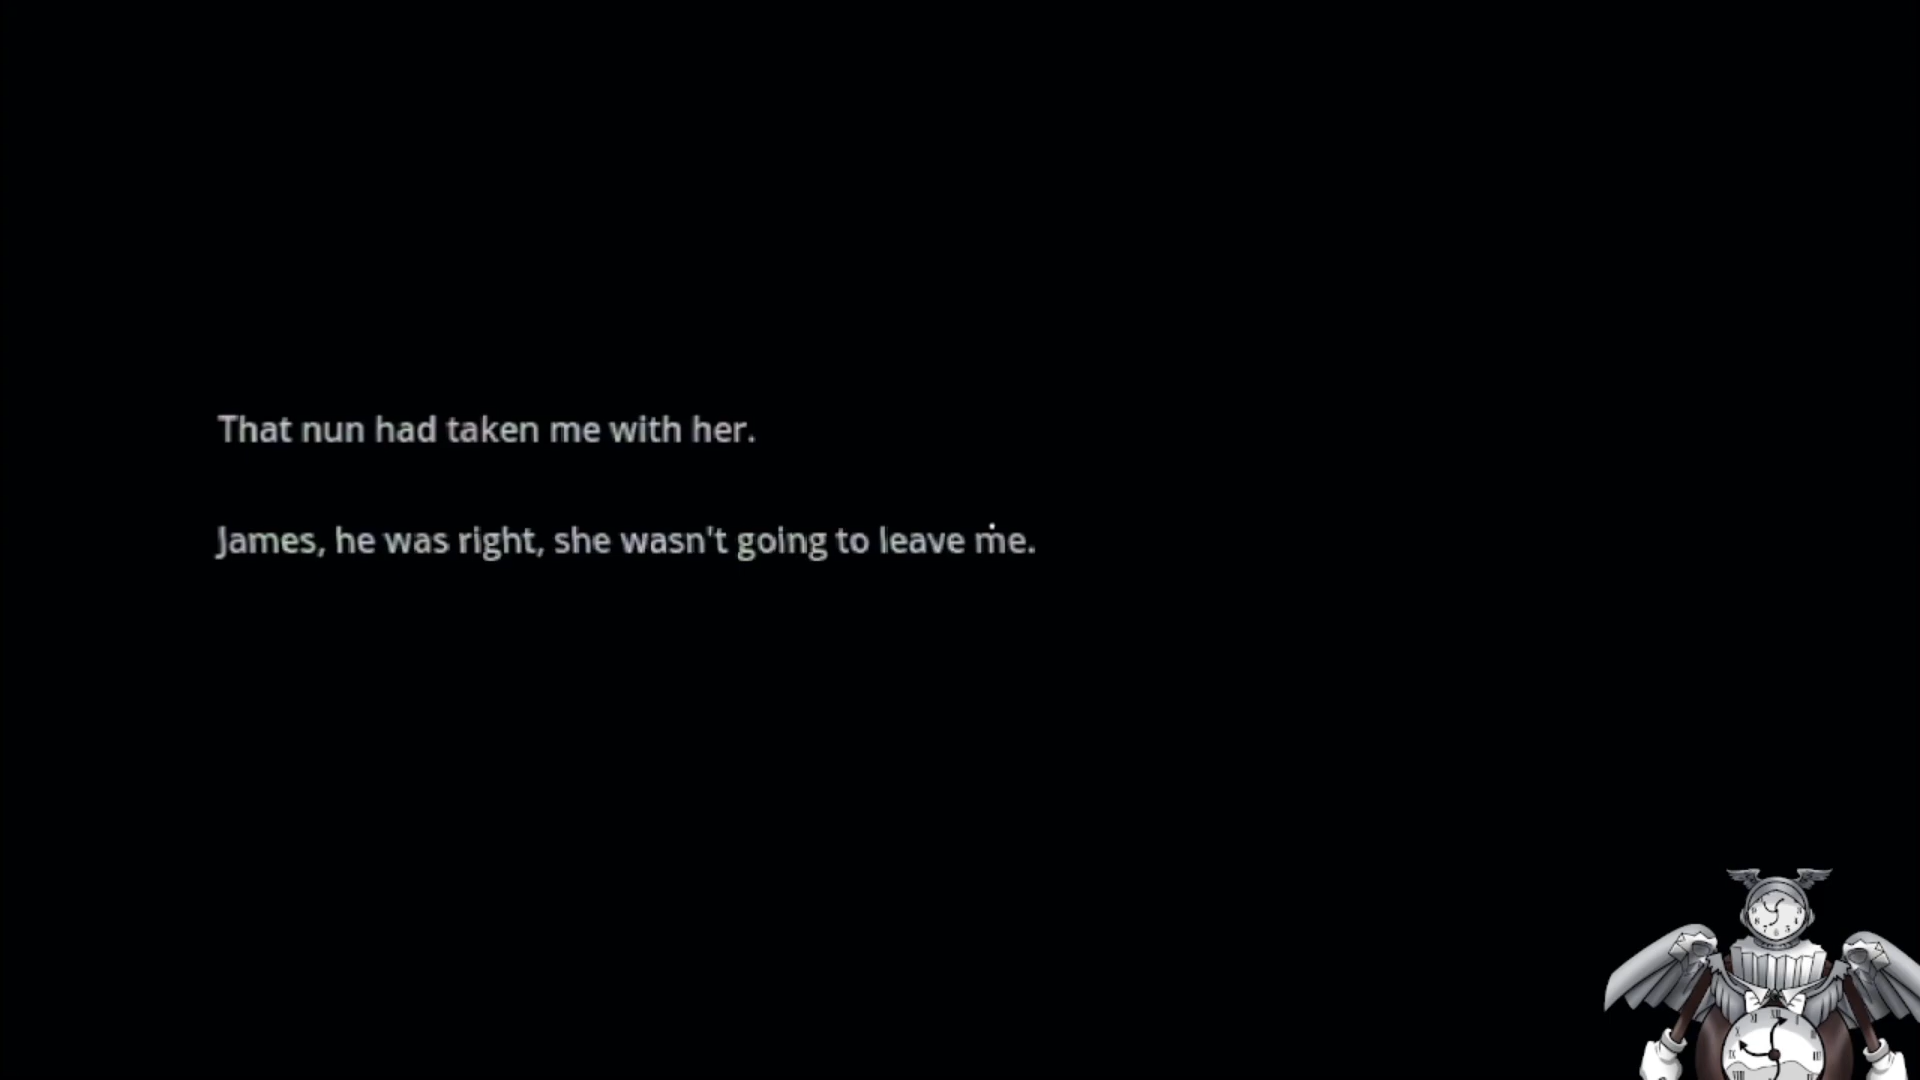 That nun had taken me with her.
James, he was right, she wasn't going to leave me.